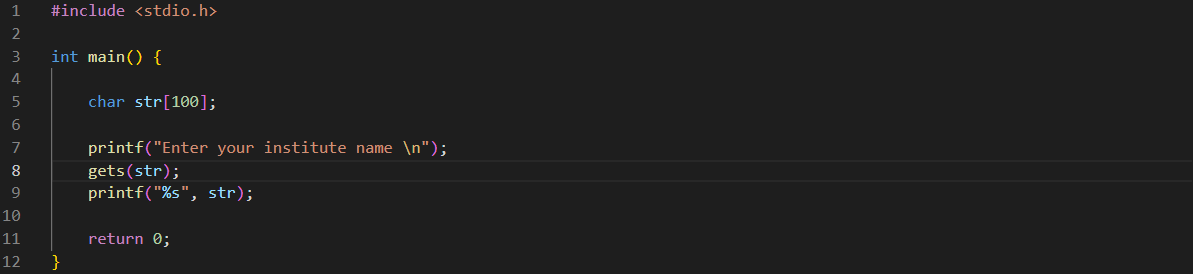 1 #include <stdio.h>
2
3 int main() {
4
5 char str[100];
6
7 printf("Enter your institute name \n");
8 gets(str);
9 printf("%s", str);
10
11 return 0;
12 }